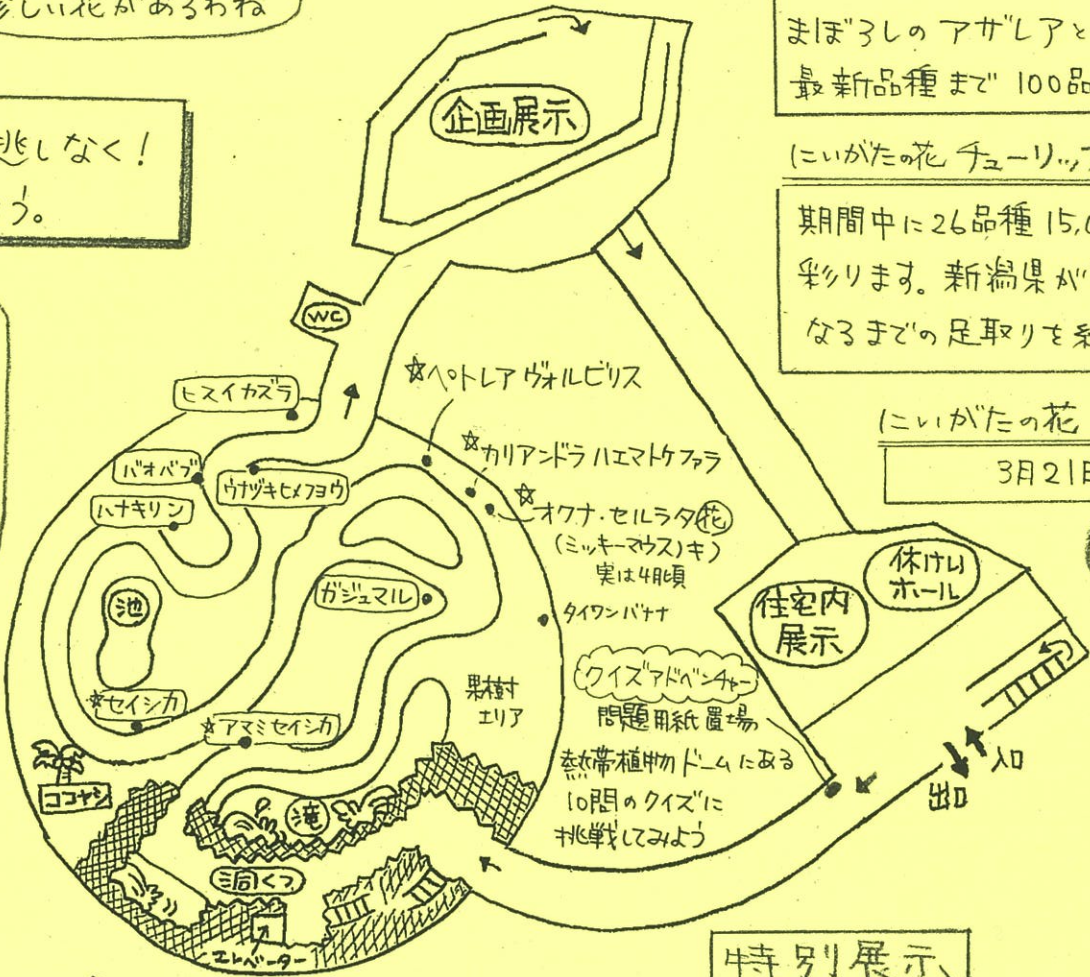 しい花があるわね
逃しなく!
う。
企画展示
まぼろしのアザレアと
最新品種まで100品
にいがたの花 チューリッ
期間中に26品種15,
彩ります。新潟県が
なるまでの足取りを
にいがたの花
3月21日
WC
ヒスイカズラ
バオバブ
ウナヅキヒメフヨウ
ハナキリン
☆ペトレア ヴォルビリス
☆カリアンドラ ハエマトケファラ
☆オクナ・セルラタ 花
(ミッキーマウスノキ)
実は4月頃
タイワンバナナ
池
ガジュマル
☆セイシカ
☆アマミセイシカ
果樹
エリア
ココヤシ
滝
洞くつ
エレベーター
休けい
ホール
住宅内
展示
クイズアドベンチャー
問題用紙置場
熱帯植物ドームにある
10問のクイズに
挑戦してみよう
入口
出口
特別展示